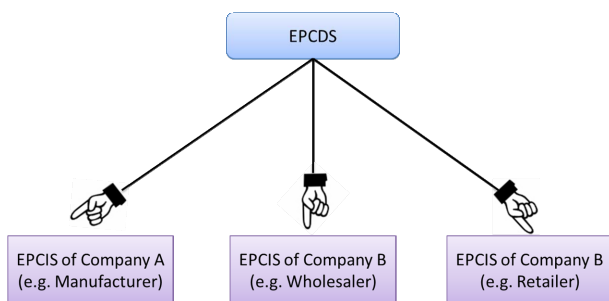 EPCDS
EPCIS of Company A
(e.g. Manufacturer)
EPCIS of Company B
(e.g. Wholesaler)
EPCIS of Company B
(e.g. Retailer)